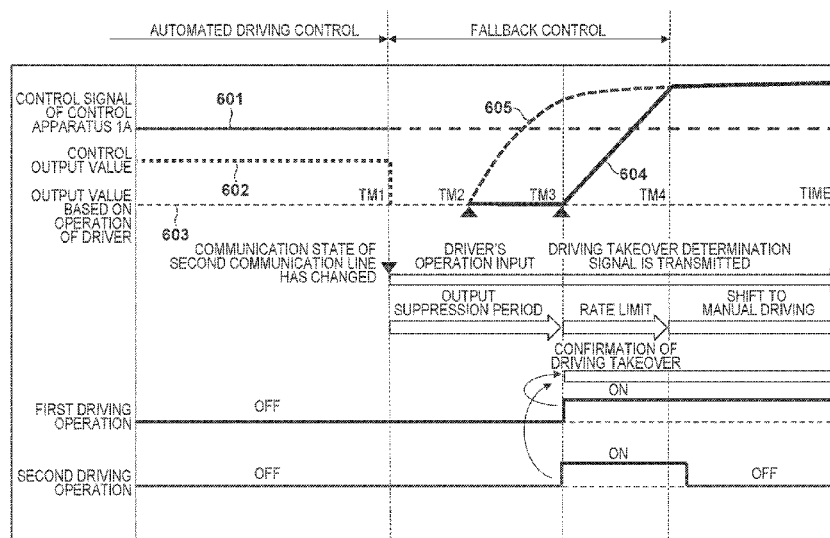 AUTOMATED DRIVING CONTROL
FALLBACK CONTROL
CONTROL SIGNAL
OF CONTROL
APPARATUS 1A
601
605
CONTROL
OUTPUT VALUE
602
604
OUTPUT VALUE
BASED ON
OPERATION
OF DRIVER
603
TM1
TM2
TM3
TM4
TIME
COMMUNICATION STATE OF
SECOND COMMUNICATION LINE
HAS CHANGED
DRIVER'S
OPERATION INPUT
DRIVING TAKEOVER DETERMINATION
SIGNAL IS TRANSMITTED
OUTPUT
SUPPRESSION PERIOD
RATE LIMIT
SHIFT TO
MANUAL DRIVING
CONFIRMATION OF
DRIVING TAKEOVER
FIRST DRIVING
OPERATION
OFF
ON
SECOND DRIVING
OPERATION
OFF
ON
OFF